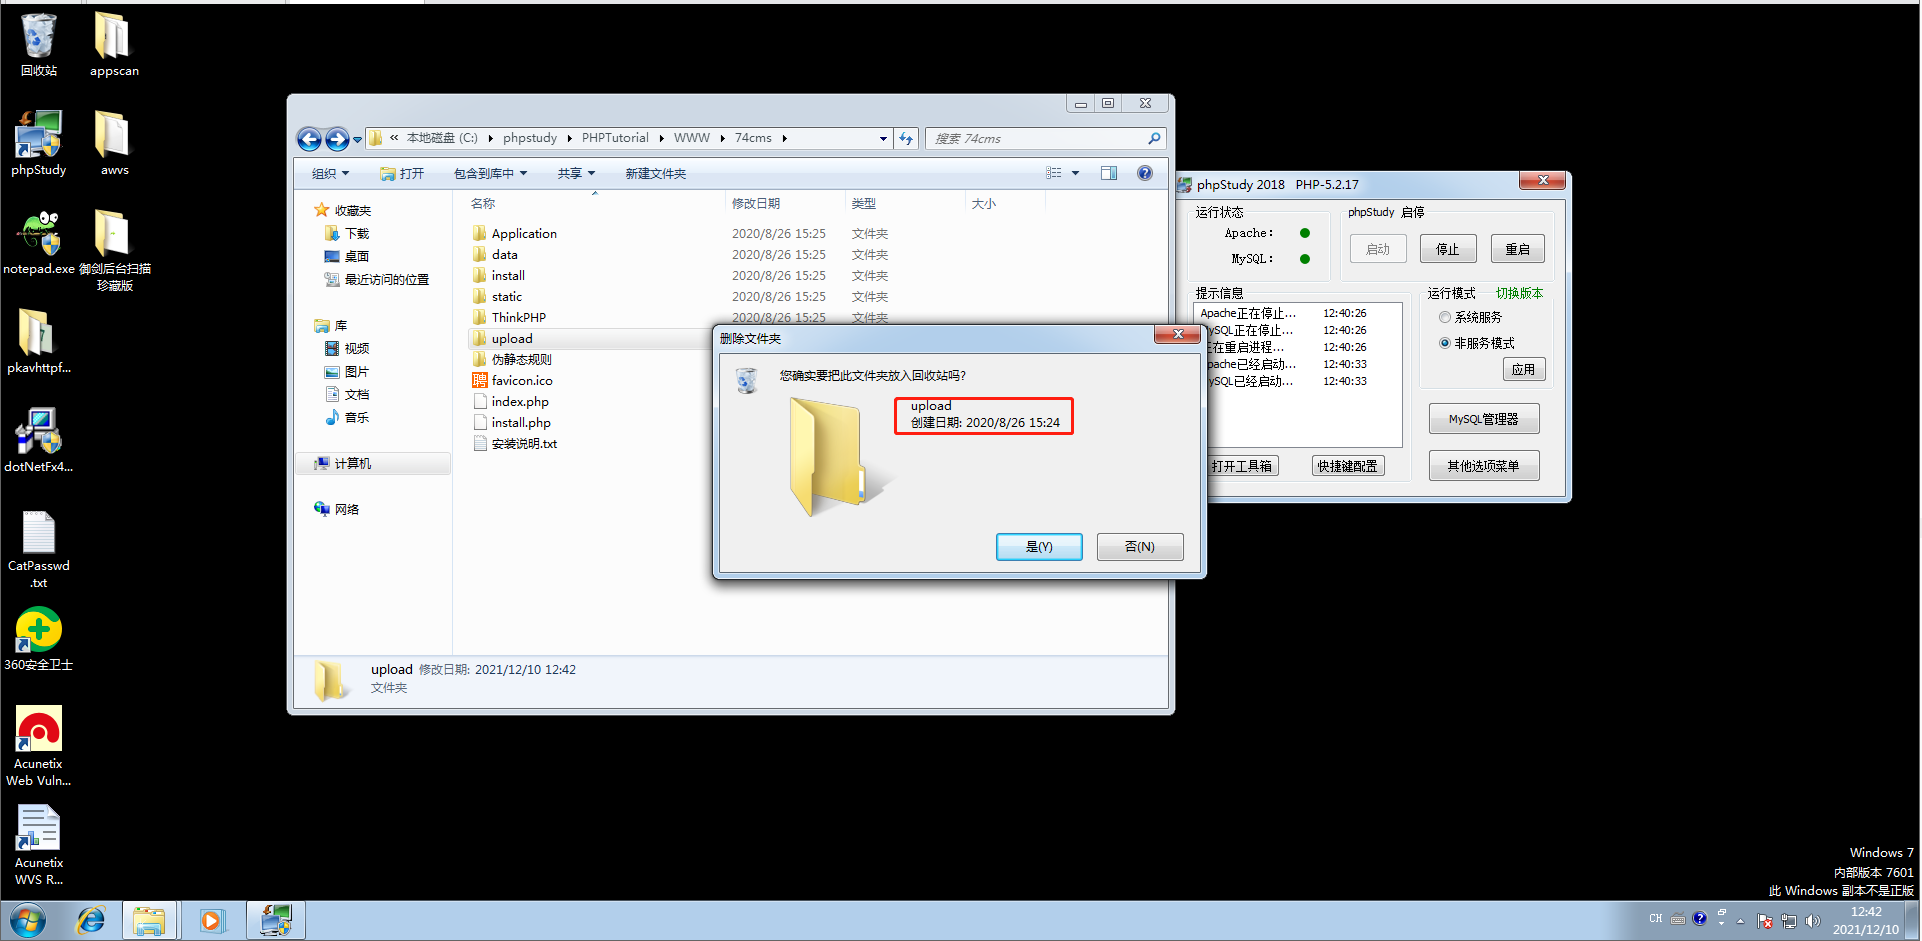 回收站
appscan
phpStudy
awvs
notepad.exe
御剑后台扫描
珍藏版
pkavhttpf...
dotNetFx4...
CatPasswd
.txt
360安全卫士
Acunetix
Web Vuln...
Acunetix
WVS R...
« 本地磁盘 (C:) phpstudy PHPTutorial WWW 74cms
搜索 74cms
组织 打开 包含到库中 共享 新建文件夹
收藏夹
下载
桌面
最近访问的位置
库
视频
图片
文档
音乐
计算机
网络
名称 修改日期 类型 大小
Application 2020/8/26 15:25 文件夹
data 2020/8/26 15:25 文件夹
install 2020/8/26 15:25 文件夹
static 2020/8/26 15:25 文件夹
ThinkPHP 2020/8/26 15:25 文件夹
upload
伪静态规则
聘 favicon.ico
index.php
install.php
安装说明.txt
upload 修改日期: 2021/12/10 12:42
文件夹
删除文件夹
您确实要把此文件夹放入回收站吗?
upload
创建日期: 2020/8/26 15:24
是(Y) 否(N)
phpStudy 2018 PHP-5.2.17
运行状态
Apache:
MySQL:
phpStudy 启停
启动 停止 重启
提示信息
Apache正在停止... 12:40:26
ySQL正在停止... 12:40:26
正在重启进程... 12:40:26
pache已经启动... 12:40:33
ySQL已经启动... 12:40:33
打开工具箱 快捷键配置
运行模式 切换版本
系统服务
非服务模式
应用
MySQL管理器
其他选项菜单
Windows 7
内部版本 7601
此 Windows 副本不是正版
CH
12:42
2021/12/10